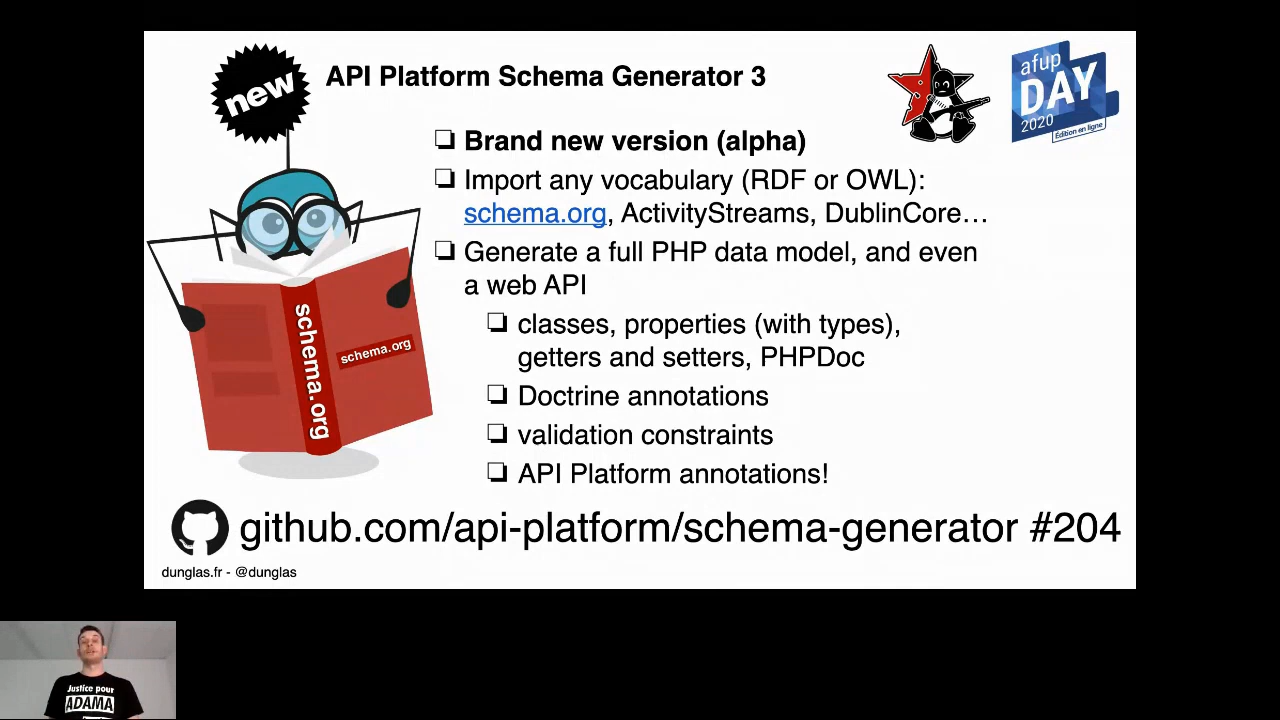 new
API Platform Schema Generator 3
afup
DAY
2020
Édition en ligne
Brand new version (alpha)
Import any vocabulary (RDF or OWL):
schema.org, ActivityStreams, DublinCore…
Generate a full PHP data model, and even
a web API
classes, properties (with types),
getters and setters, PHPDoc
Doctrine annotations
validation constraints
API Platform annotations!
schema.org
schema.org
github.com/api-platform/schema-generator #204
dunglas.fr - @dunglas
Justice pour
ADAMA